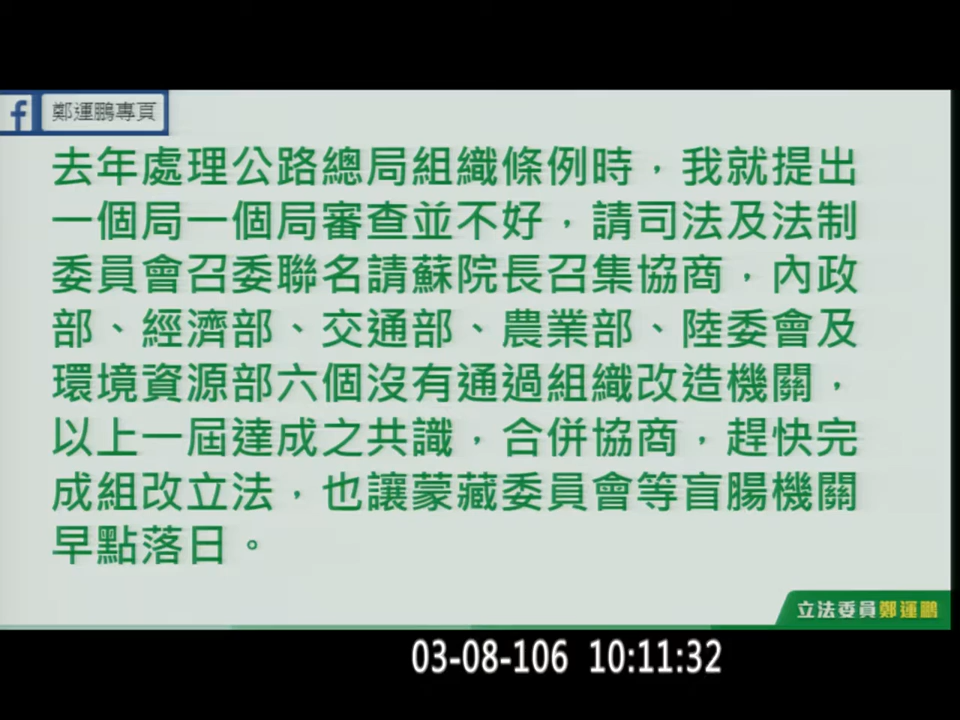 f 鄭運鵬專頁
去年處理公路總局組織條例時，我就提出
一個局一個局審查並不好，請司法及法制
委員會召委聯名請蘇院長召集協商，內政
部、經濟部、交通部、農業部、陸委會及
環境資源部六個沒有通過組織改造機關，
以上一屆達成之共識，合併協商，趕快完
成組改立法，也讓蒙藏委員會等盲腸機關
早點落日。
立法委員鄭運鵬
03-08-106 10:11:32